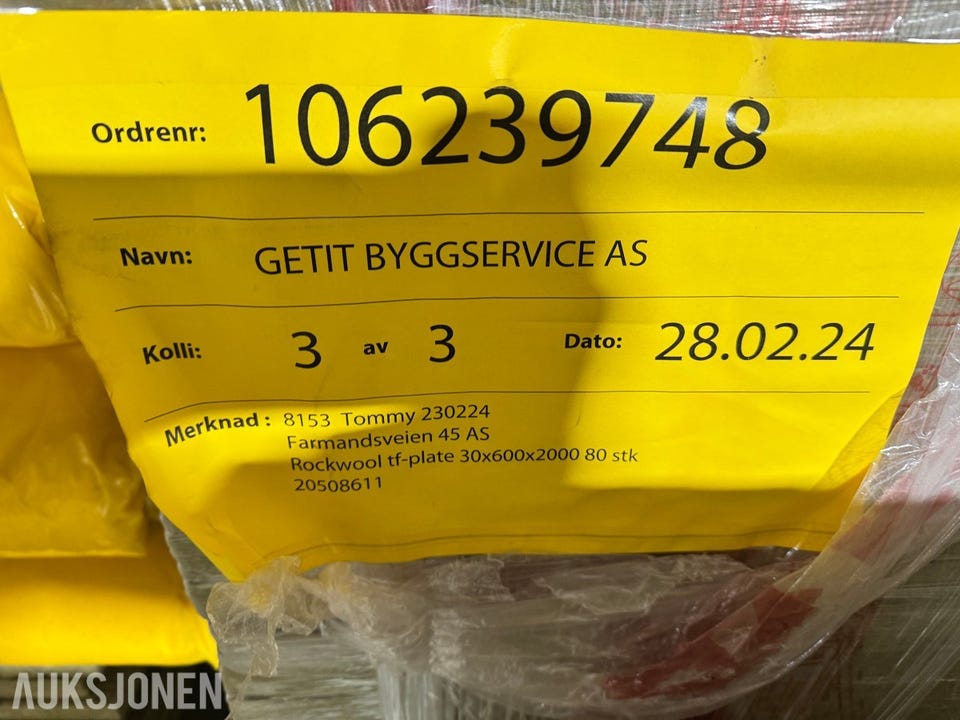 Ordrenr: 106239748
Navn: GETIT BYGGSERVICE AS
Kolli: 3 av 3 Dato: 28.02.24
Merknad : 8153 Tommy 230224
Farmandsveien 45 AS
Rockwool tf-plate 30x600x2000 80 stk
20508611
AUKSJONEN